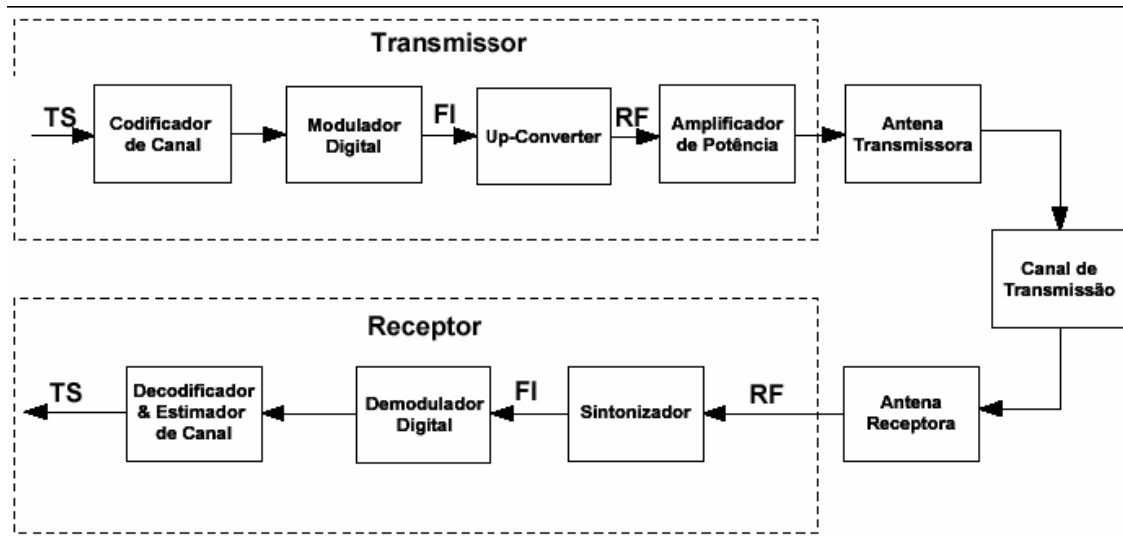 Transmissor
TS
Codificador
de Canal
Modulador
Digital
FI
Up-Converter
RF
Amplificador
de Potência
Antena
Transmissora
Canal de
Transmissão
Receptor
TS
Decodificador
& Estimador
de Canal
Demodulador
Digital
FI
Sintonizador
RF
Antena
Receptora